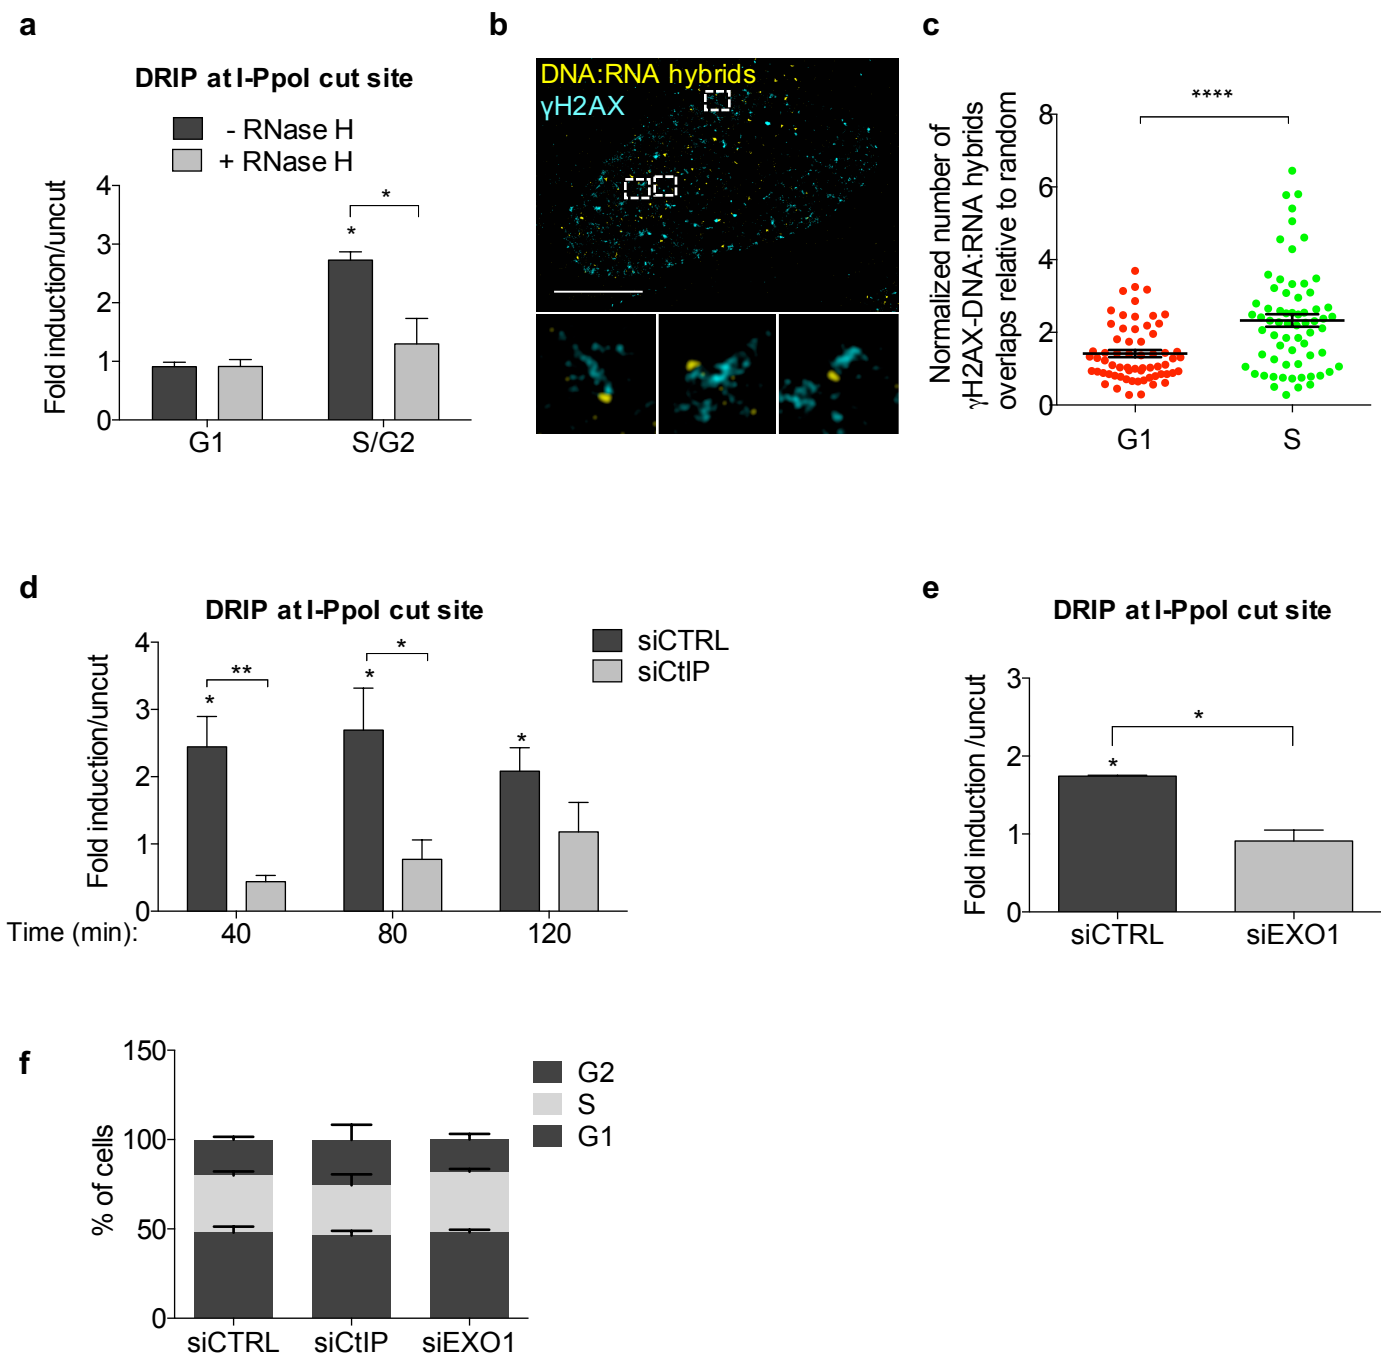 a
DRIP at I-PpoI cut site
- RNase H
+ RNase H
Fold induction/uncut
4
3
2
1
0
*
*
G1
S/G2
b
DNA:RNA hybrids
γH2AX
c
Normalized number of
γH2AX-DNA:RNA hybrids
overlaps relative to random
****
8
6
4
2
0
G1
S
d
DRIP at I-PpoI cut site
siCTRL
siCtIP
Fold induction/uncut
4
3
2
1
0
**
*
*
*
*
Time (min):
40
80
120
e
DRIP at I-PpoI cut site
Fold induction /uncut
3
2
1
0
*
*
siCTRL
siEXO1
f
% of cells
150
100
50
0
G2
S
G1
siCTRL
siCtIP
siEXO1